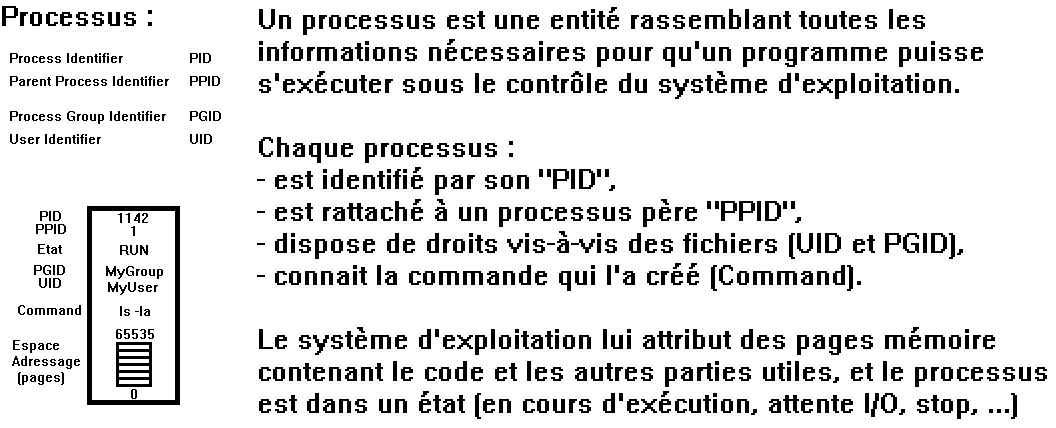 Processus :
Process Identifier PID
Parent Process Identifier PPID
Process Group Identifier PGID
User Identifier UID
PID 1142
PPID 1
Etat RUN
PGID MyGroup
UID MyUser
Command ls -la
65535
Espace
Adressage
(pages)
0
Un processus est une entité rassemblant toutes les
informations nécessaires pour qu'un programme puisse
s'exécuter sous le contrôle du système d'exploitation.
Chaque processus :
- est identifié par son "PID",
- est rattaché à un processus père "PPID",
- dispose de droits vis-à-vis des fichiers (UID et PGID),
- connait la commande qui l'a créé (Command).
Le système d'exploitation lui attribut des pages mémoire
contenant le code et les autres parties utiles, et le processus
est dans un état (en cours d'exécution, attente I/O, stop, ...)